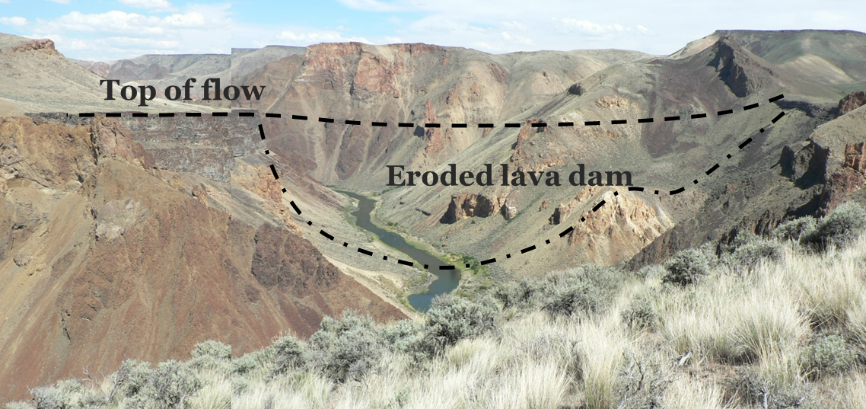 Top of flow
Eroded lava dam